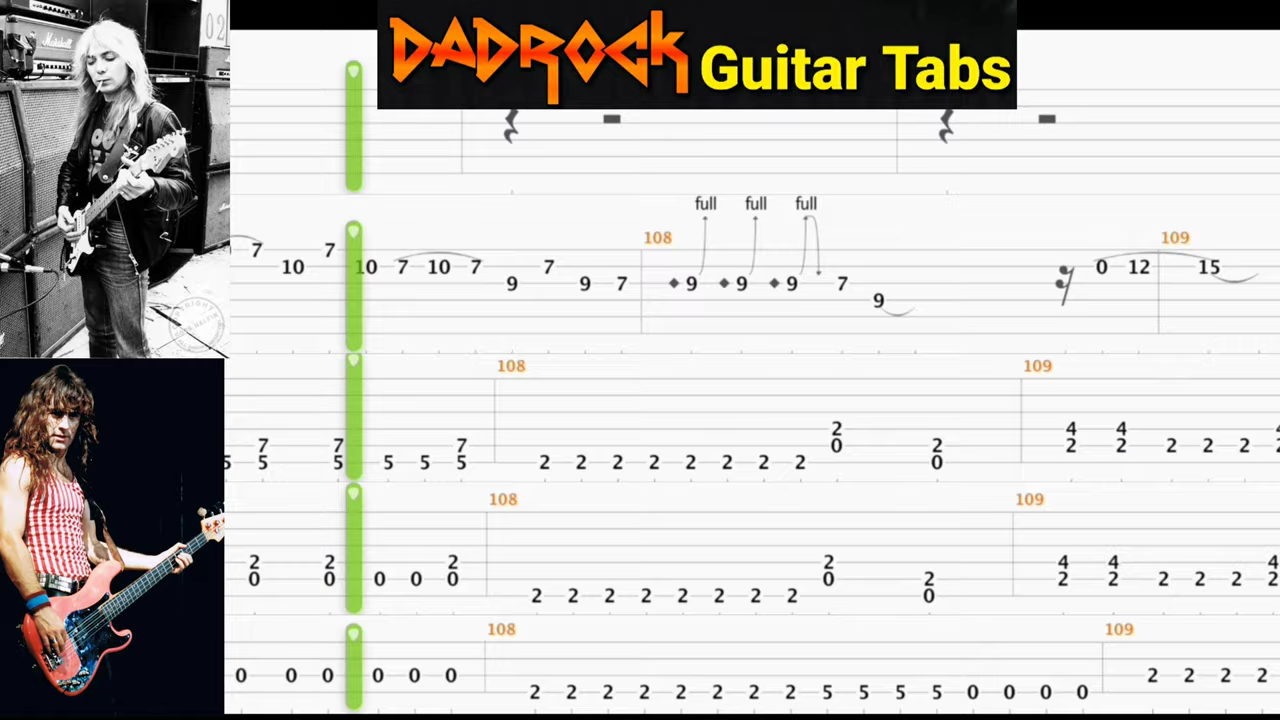 DADROCK Guitar Tabs
Marshall
02
full full full
108 109
7 7
10 10 7 10 7 7 0 12 15
9 9 7 9 9 9 7
9
108 109
2 4 4
7 7 7 0 2 2 2 2 2 2
5 5 5 5 5 5 2 2 2 2 2 2 2 2 0
108 109
2 2 2 2 4 4 4
0 0 0 0 0 0 2 2 2 2 2 2 2
2 2 2 2 2 2 2 2 0
108 109
0 0 0 0 0 0 2 2 2 2
2 2 2 2 2 2 2 2 5 5 5 5 0 0 0 0